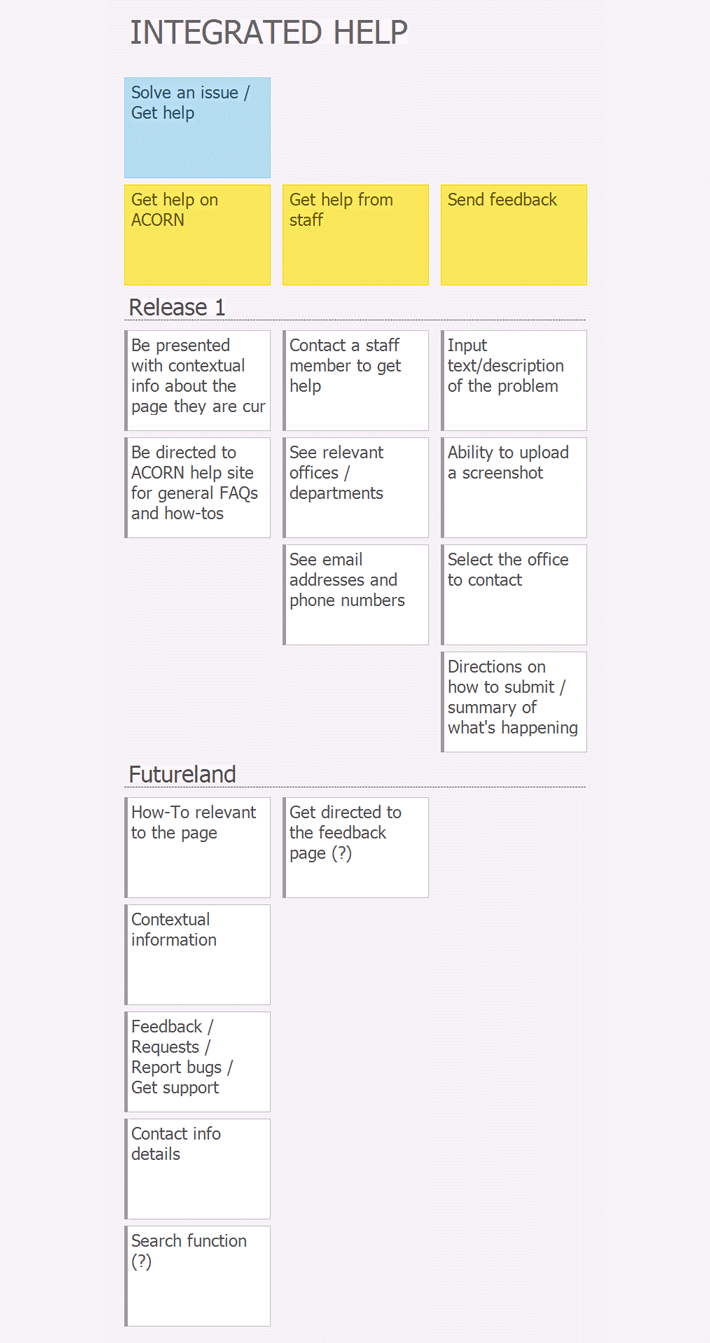 INTEGRATED HELP
Solve an issue /
Get help
Get help on
ACORN
Get help from
staff
Send feedback
Release 1
Be presented
with contextual
info about the
page they are cur
Contact a staff
member to get
help
Input
text/description
of the problem
Be directed to
ACORN help site
for general FAQs
and how-tos
See relevant
offices /
departments
Ability to upload
a screenshot
See email
addresses and
phone numbers
Select the office
to contact
Directions on
how to submit /
summary of
what's happening
Futureland
How-To relevant
to the page
Get directed to
the feedback
page (?)
Contextual
information
Feedback /
Requests /
Report bugs /
Get support
Contact info
details
Search function
(?)